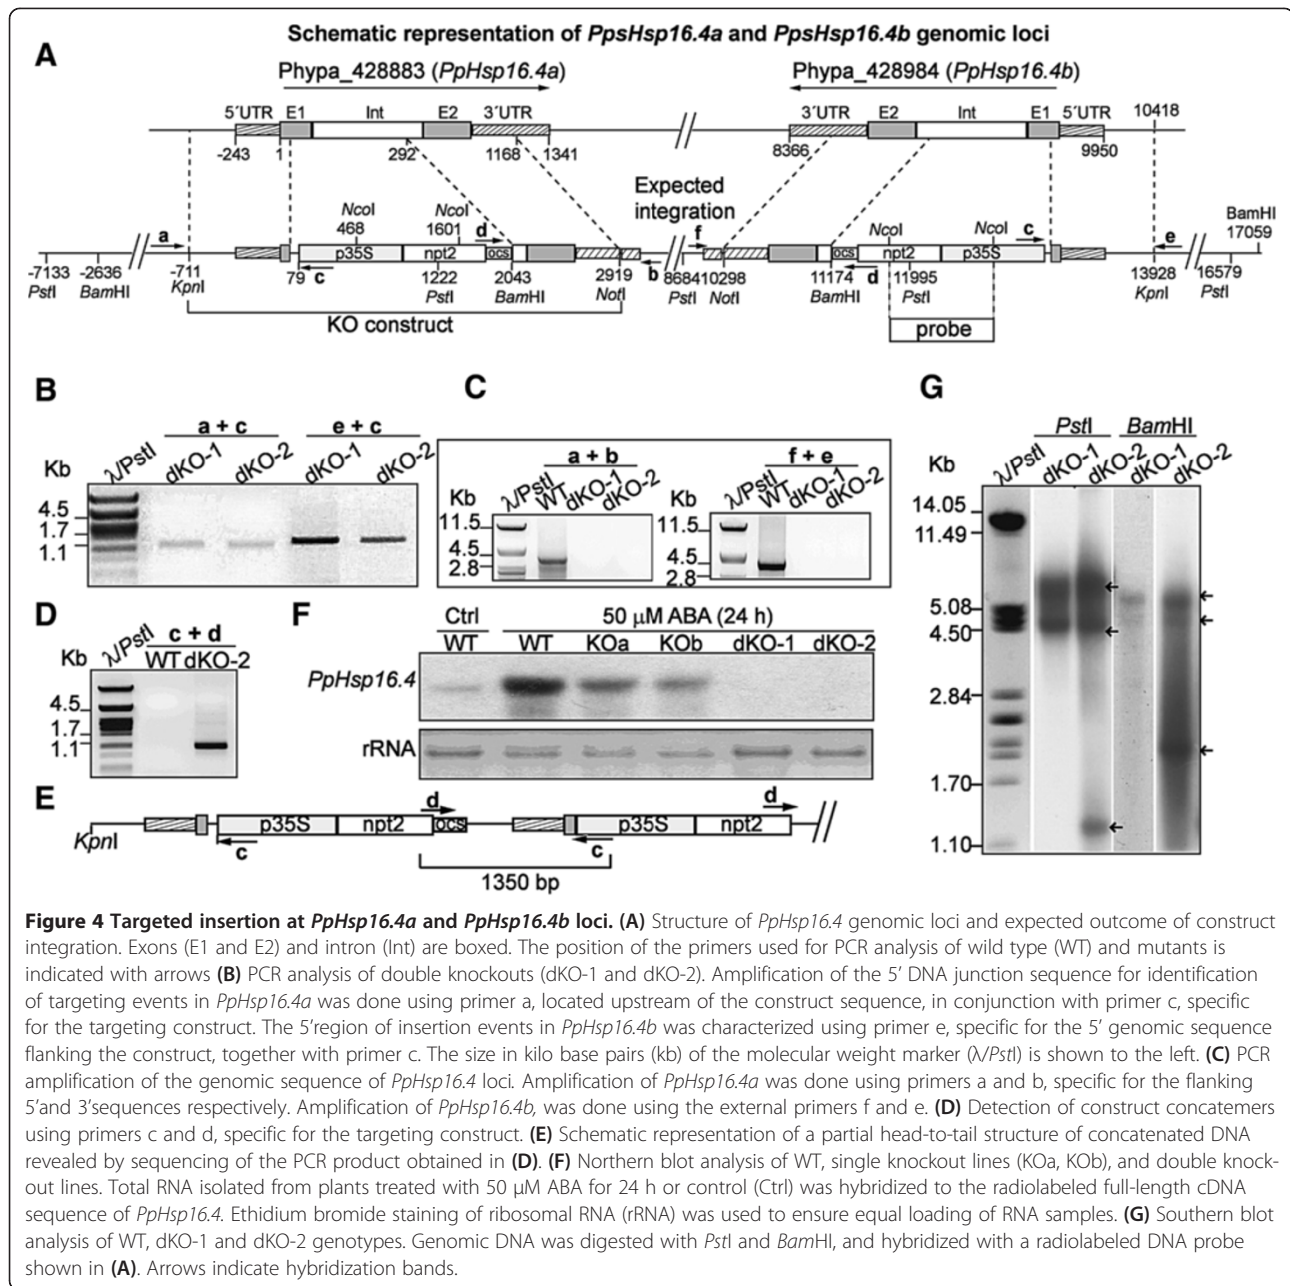 A
Schematic representation of PpsHsp16.4a and PpsHsp16.4b genomic loci
Phypa_428883 (PpHsp16.4a)
Phypa_428984 (PpHsp16.4b)
5´UTR E1 Int E2 3´UTR
3´UTR E2 Int E1 5´UTR 10418
-243 1 292 1168 1341
8366 9950
Expected
integration
a NcoI 468 NcoI 1601 d
f NcoI NcoI c e BamHI 17059
p35S npt2 ocs
ocs npt2 p35S
-7133 PstI -2636 BamHI -711 KpnI 79 c 1222 PstI 2043 BamHI 2919 NotI b
8684 PstI 10298 NotI 11174 BamHI d 11995 PstI 13928 KpnI 16579 PstI
KO construct
probe
B
a + c e + c
Kb λ/PstI dKO-1 dKO-2 dKO-1 dKO-2
4.5
1.7
1.1
C
a + b f + e
Kb λ/PstI WT dKO-1 dKO-2
Kb λ/PstI WT dKO-1 dKO-2
11.5 11.5
4.5 4.5
2.8 2.8
G
PstI BamHI
Kb λ/PstI dKO-1 dKO-2 dKO-1 dKO-2
14.05
11.49
5.08
4.50
2.84
1.70
1.10
D
c + d
Kb λ/PstI WT dKO-2
4.5
1.7
1.1
F
Ctrl 50 µM ABA (24 h)
WT WT KOa KOb dKO-1 dKO-2
PpHsp16.4
rRNA
E
d d
KpnI p35S npt2 ocs p35S npt2
c c
1350 bp
Figure 4 Targeted insertion at PpHsp16.4a and PpHsp16.4b loci. (A) Structure of PpHsp16.4 genomic loci and expected outcome of construct
integration. Exons (E1 and E2) and intron (Int) are boxed. The position of the primers used for PCR analysis of wild type (WT) and mutants is
indicated with arrows (B) PCR analysis of double knockouts (dKO-1 and dKO-2). Amplification of the 5' DNA junction sequence for identification
of targeting events in PpHsp16.4a was done using primer a, located upstream of the construct sequence, in conjunction with primer c, specific
for the targeting construct. The 5'region of insertion events in PpHsp16.4b was characterized using primer e, specific for the 5' genomic sequence
flanking the construct, together with primer c. The size in kilo base pairs (kb) of the molecular weight marker (λ/PstI) is shown to the left. (C) PCR
amplification of the genomic sequence of PpHsp16.4 loci. Amplification of PpHsp16.4a was done using primers a and b, specific for the flanking
5'and 3'sequences respectively. Amplification of PpHsp16.4b, was done using the external primers f and e. (D) Detection of construct concatemers
using primers c and d, specific for the targeting construct. (E) Schematic representation of a partial head-to-tail structure of concatenated DNA
revealed by sequencing of the PCR product obtained in (D). (F) Northern blot analysis of WT, single knockout lines (KOa, KOb), and double knock-
out lines. Total RNA isolated from plants treated with 50 µM ABA for 24 h or control (Ctrl) was hybridized to the radiolabeled full-length cDNA
sequence of PpHsp16.4. Ethidium bromide staining of ribosomal RNA (rRNA) was used to ensure equal loading of RNA samples. (G) Southern blot
analysis of WT, dKO-1 and dKO-2 genotypes. Genomic DNA was digested with PstI and BamHI, and hybridized with a radiolabeled DNA probe
shown in (A). Arrows indicate hybridization bands.